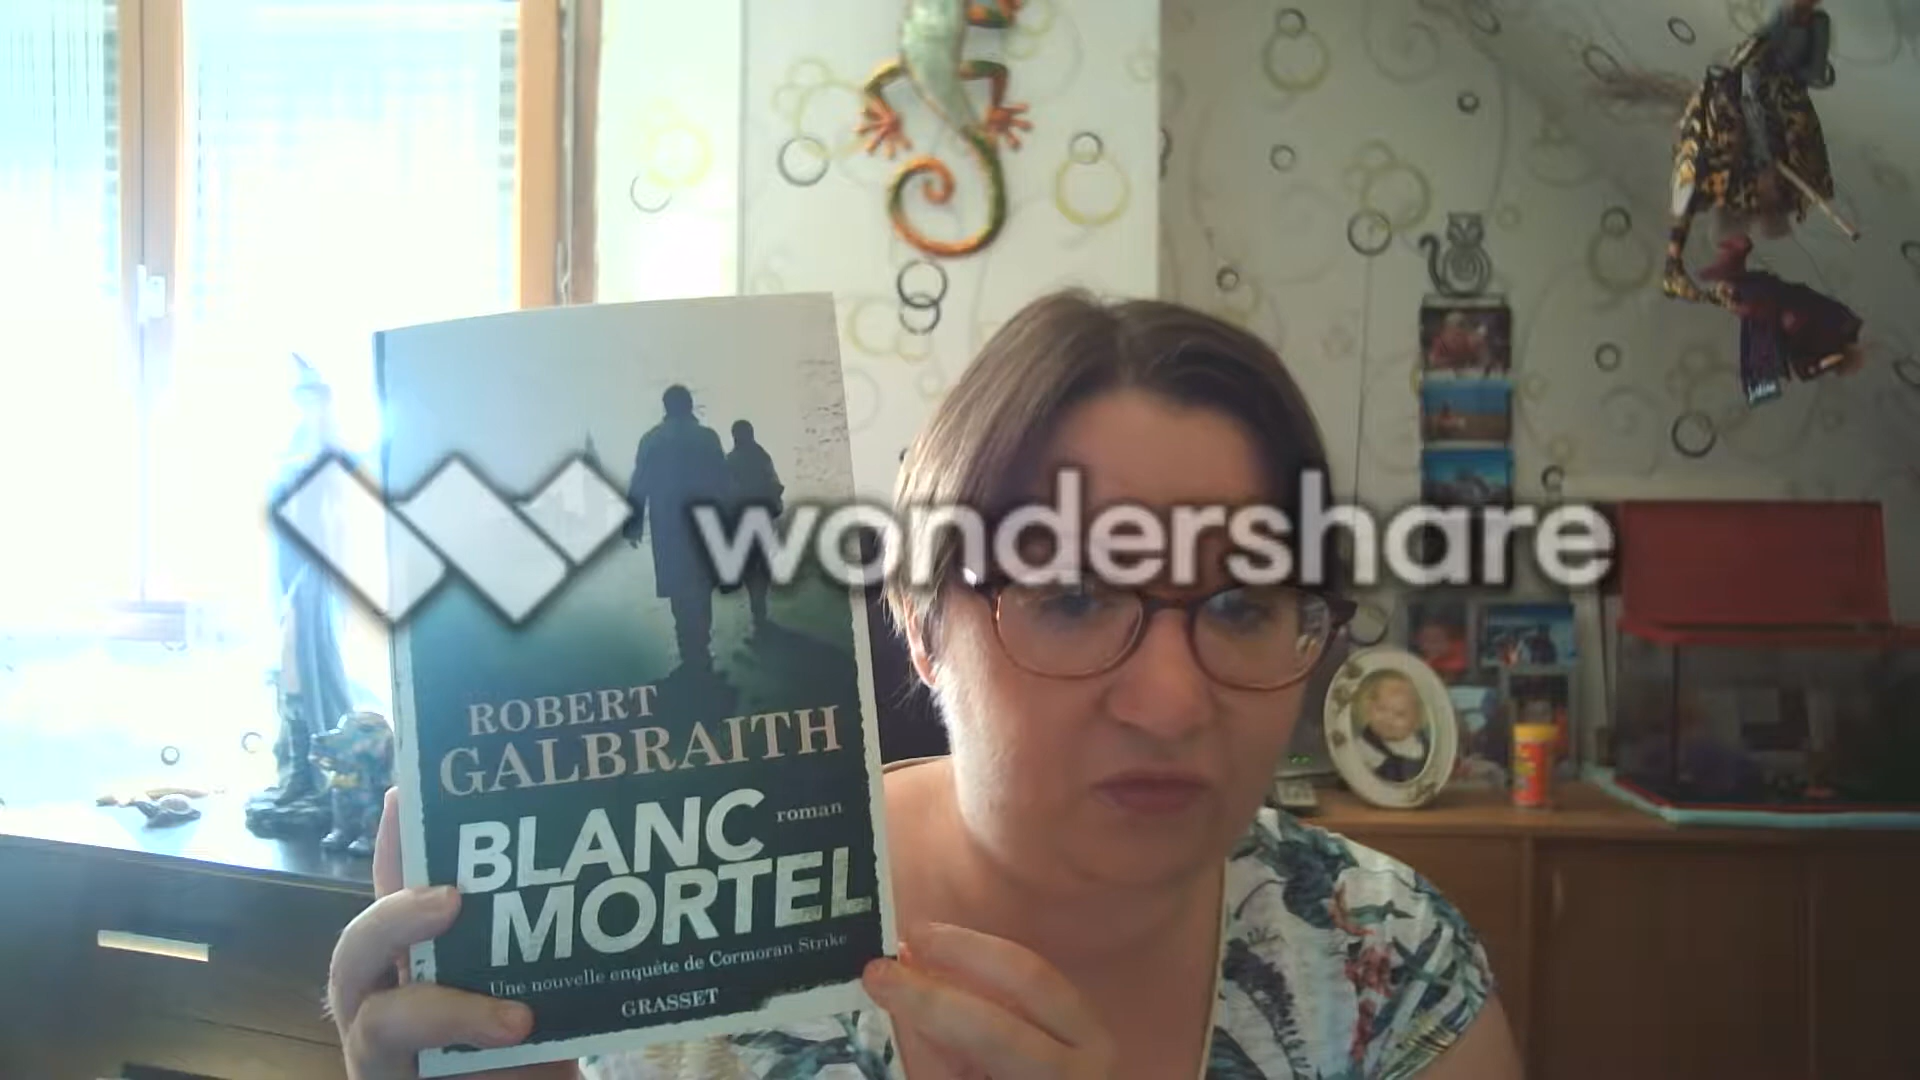 wondershare
ROBERT
GALBRAITH
BLANC
roman
MORTEL
Une nouvelle enquête de Cormoran Strike
GRASSET